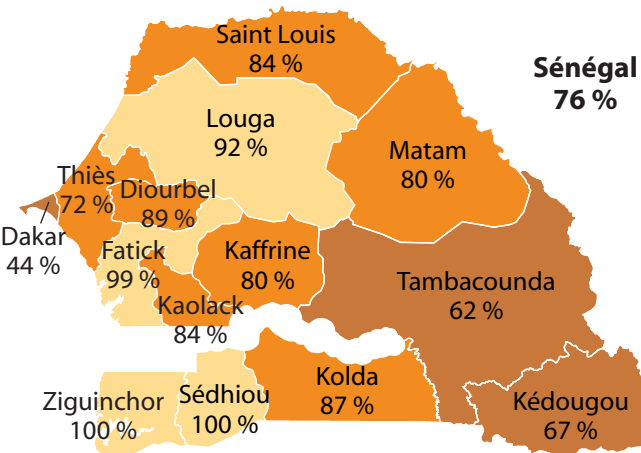 Saint Louis
84 %
Sénégal
76 %
Louga
92 %
Matam
80 %
Thiès
72 %
Diourbel
89 %
Dakar
44 %
Fatick
99 %
Kaffrine
80 %
Tambacounda
62 %
Kaolack
84 %
Ziguinchor
100 %
Sédhiou
100 %
Kolda
87 %
Kédougou
67 %